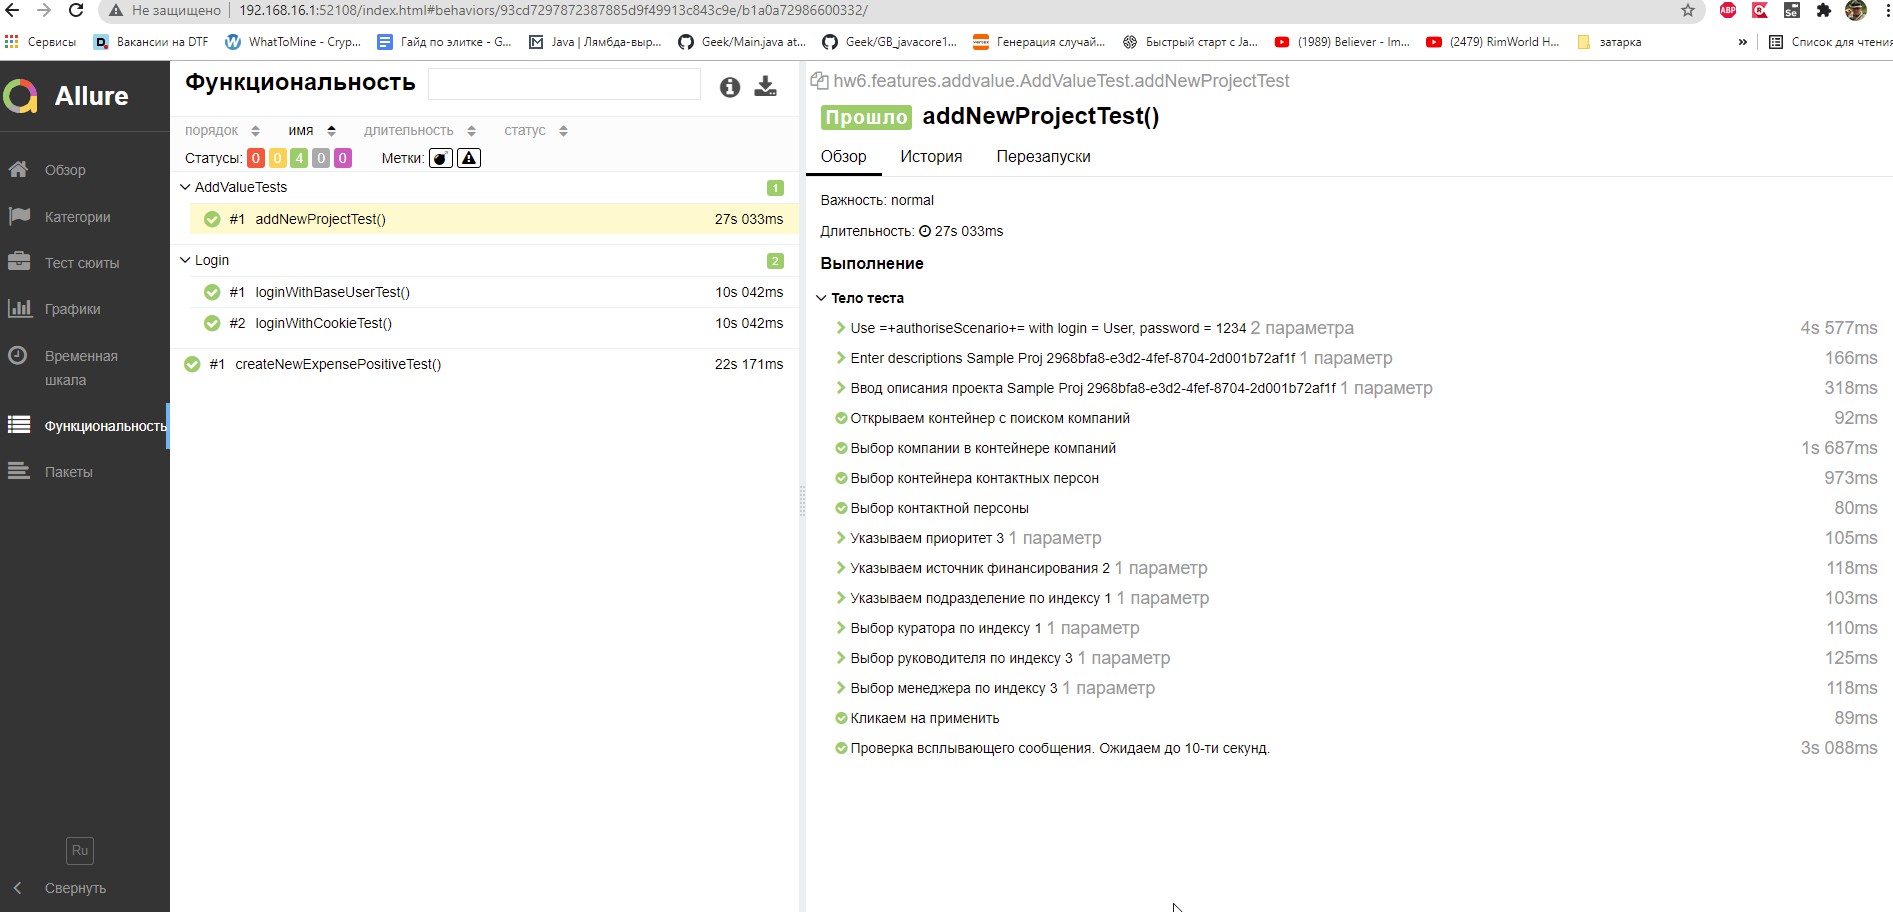 Не защищено 192.168.16.1:52108/index.html#behaviors/93cd7297872387885d9f49913c843c9e/b1a0a72986600332/
ABP Se
Сервисы D. Вакансии на DTF WhatToMine - Cryp... Гайд по элитке - G... Java | Лямбда-выр... Geek/Main.java at... Geek/GB_javacore1... Генерация случай... Быстрый старт с Ja... (1989) Believer - Im... (2479) RimWorld H... затарка » Список для чтения
Allure
Обзор
Категории
Тест сюиты
Графики
Временная
шкала
Функциональность
Пакеты
Ru
Свернуть
Функциональность
порядок имя длительность статус
Статусы: 0 0 4 0 0 Метки:
AddValueTests 1
#1 addNewProjectTest() 27s 033ms
Login 2
#1 loginWithBaseUserTest() 10s 042ms
#2 loginWithCookieTest() 10s 042ms
#1 createNewExpensePositiveTest() 22s 171ms
hw6.features.addvalue.AddValueTest.addNewProjectTest
Прошло addNewProjectTest()
Обзор История Перезапуски
Важность: normal
Длительность: 27s 033ms
Выполнение
Тело теста
Use =+authoriseScenario+= with login = User, password = 1234 2 параметра 4s 577ms
Enter descriptions Sample Proj 2968bfa8-e3d2-4fef-8704-2d001b72af1f 1 параметр 166ms
Ввод описания проекта Sample Proj 2968bfa8-e3d2-4fef-8704-2d001b72af1f 1 параметр 318ms
Открываем контейнер с поиском компаний 92ms
Выбор компании в контейнере компаний 1s 687ms
Выбор контейнера контактных персон 973ms
Выбор контактной персоны 80ms
Указываем приоритет 3 1 параметр 105ms
Указываем источник финансирования 2 1 параметр 118ms
Указываем подразделение по индексу 1 1 параметр 103ms
Выбор куратора по индексу 1 1 параметр 110ms
Выбор руководителя по индексу 3 1 параметр 125ms
Выбор менеджера по индексу 3 1 параметр 118ms
Кликаем на применить 89ms
Проверка всплывающего сообщения. Ожидаем до 10-ти секунд. 3s 088ms